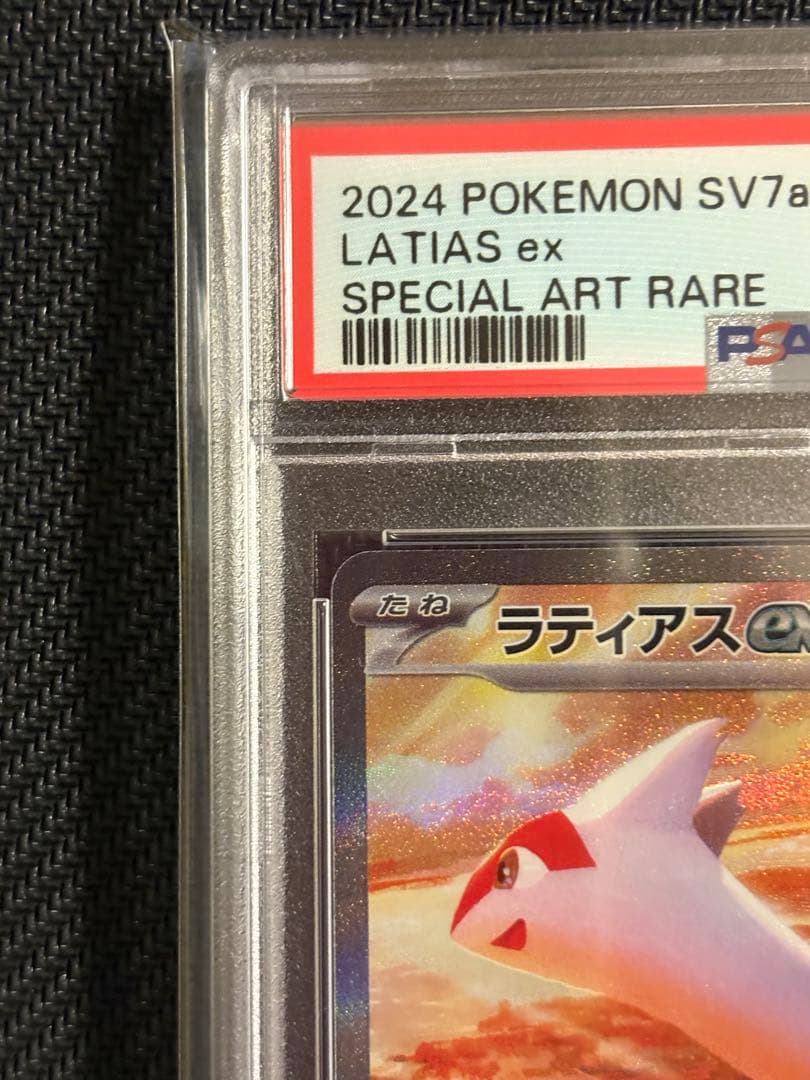 2024 POKEMON SV7a
LATIAS ex
SPECIAL ART RARE
PSA
たね ラティアスex